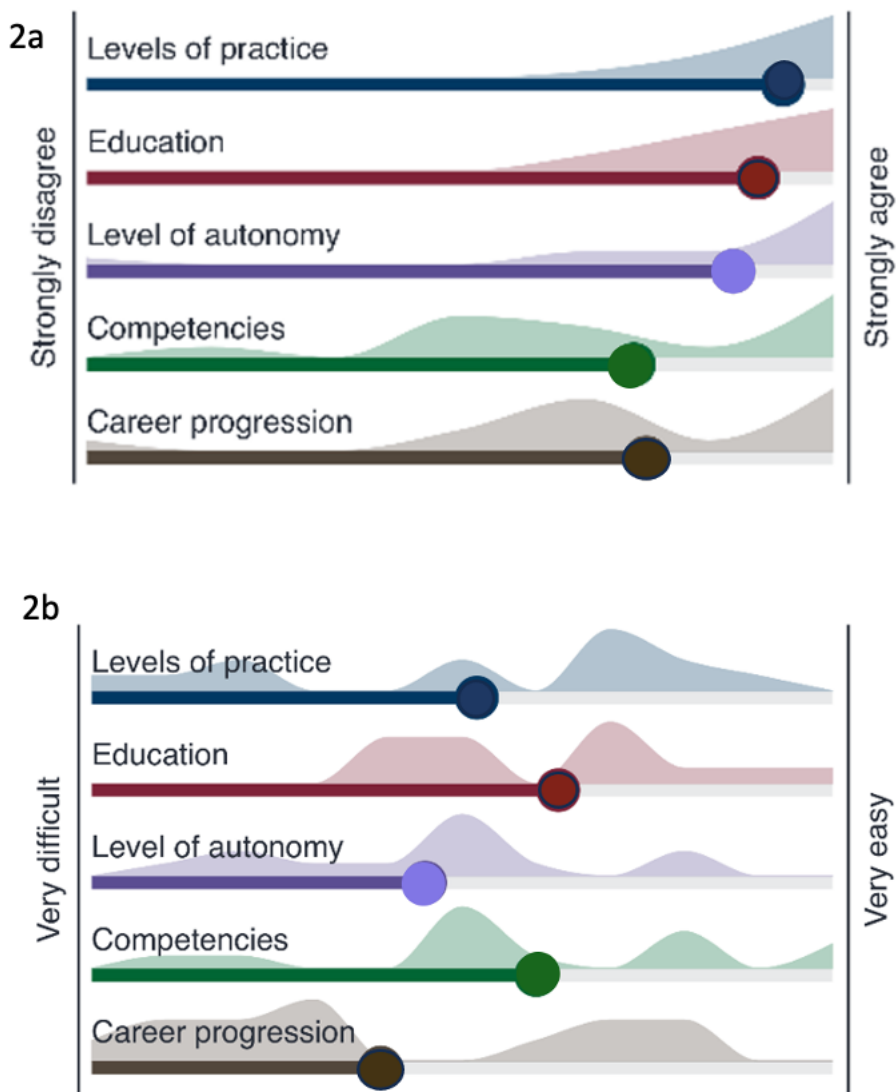 2a
Strongly disagree
Levels of practice
Education
Level of autonomy
Competencies
Career progression
Strongly agree
2b
Very difficult
Levels of practice
Education
Level of autonomy
Competencies
Career progression
Very easy